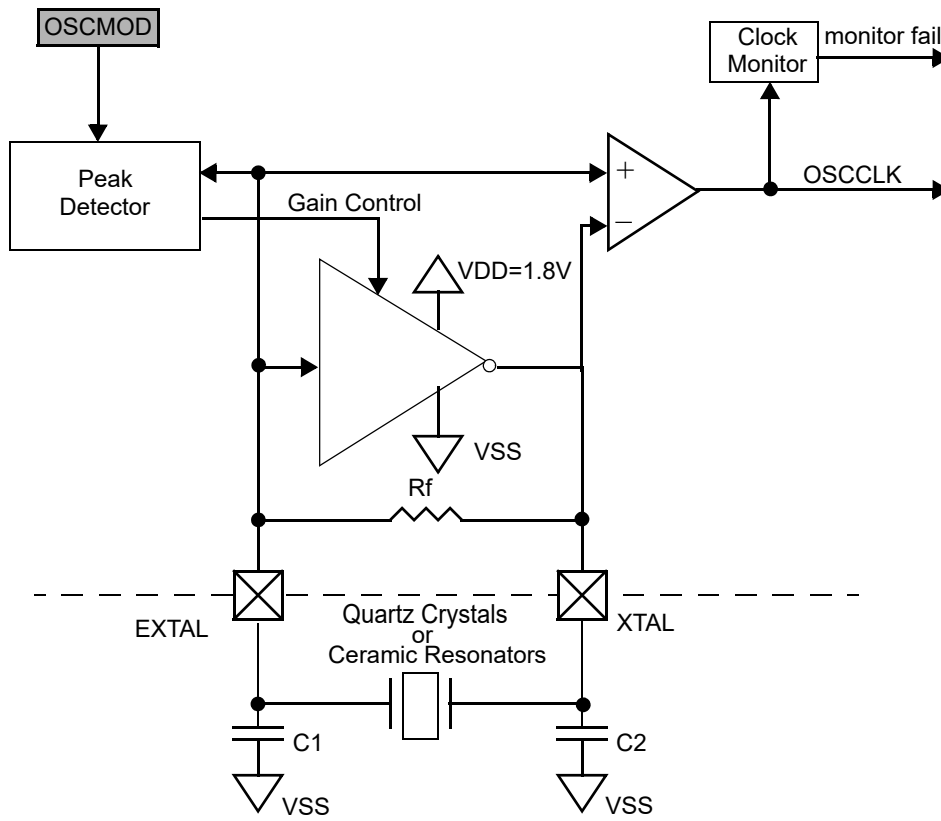 OSCMOD
Clock
Monitor
monitor fail
Peak
Detector
+
−
OSCCLK
Gain Control
VDD=1.8V
VSS
Rf
EXTAL
Quartz Crystals
or
Ceramic Resonators
XTAL
C1
C2
VSS
VSS